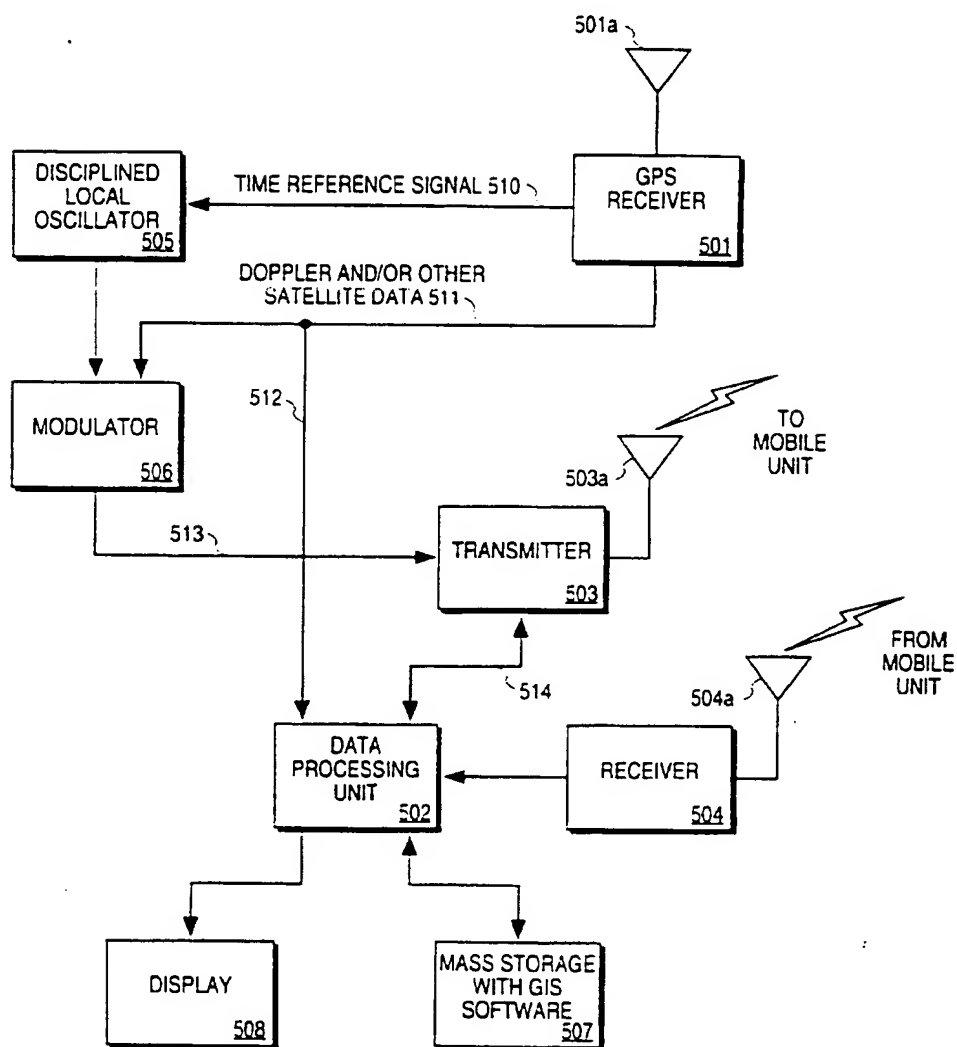 501a
DISCIPLINED
LOCAL
OSCILLATOR
505
TIME REFERENCE SIGNAL 510
GPS
RECEIVER
501
DOPPLER AND/OR OTHER
SATELLITE DATA 511
MODULATOR
506
512
TO
MOBILE
UNIT
503a
513
TRANSMITTER
503
FROM
MOBILE
UNIT
514
504a
DATA
PROCESSING
UNIT
502
RECEIVER
504
DISPLAY
508
MASS STORAGE
WITH GIS
SOFTWARE
507